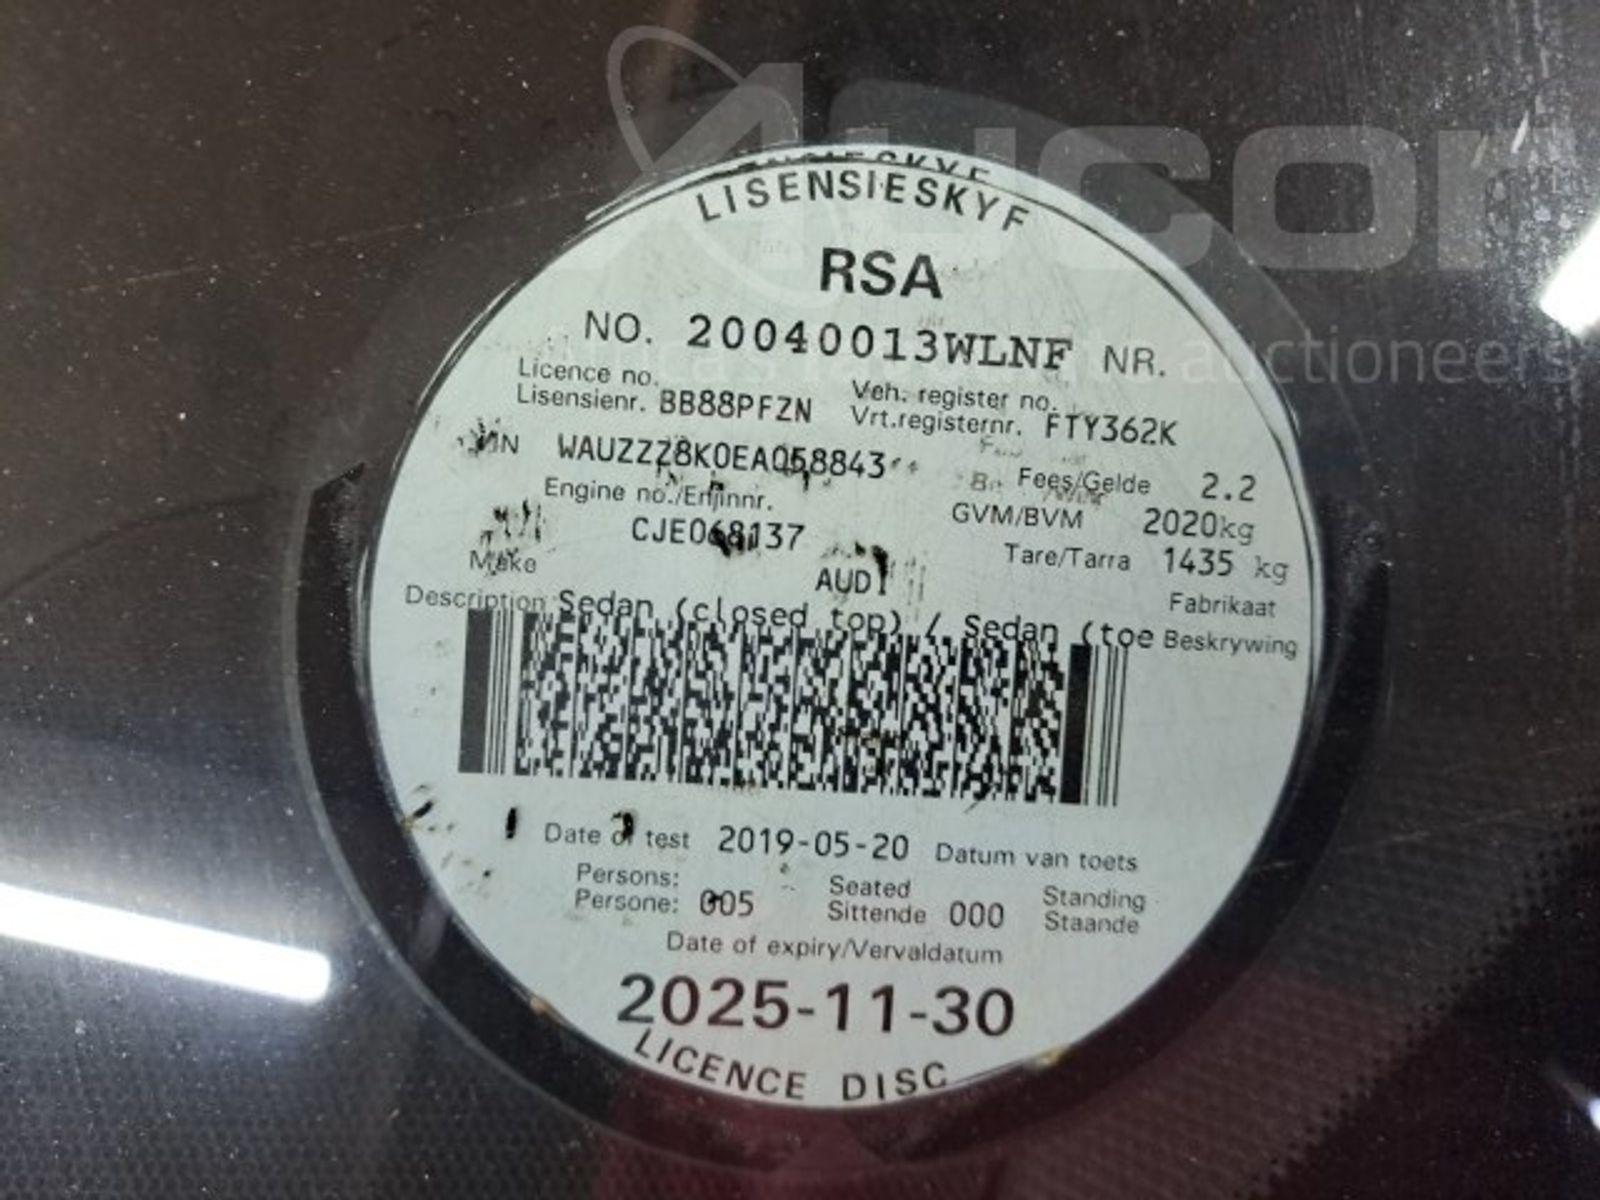 Aucor
auctioneers
LISENSIESKYF
RSA
NO. 20040013WLNF NR.
Licence no.
Lisensienr. BB88PFZN
Veh. register no.
Vrt.registernr. FTY362K
VIN WAUZZZ8K0EA058843
Fees/Gelde 2.2
Engine no./Enjinnr.
CJE068137
GVM/BVM 2020kg
Tare/Tarra 1435 kg
Make AUDI Fabrikaat
Description Sedan (closed top) / Sedan (toe Beskrywing
Date of test 2019-05-20 Datum van toets
Persons: Seated Standing
Persone: 005 Sittende 000 Staande
Date of expiry/Vervaldatum
2025-11-30
LICENCE DISC